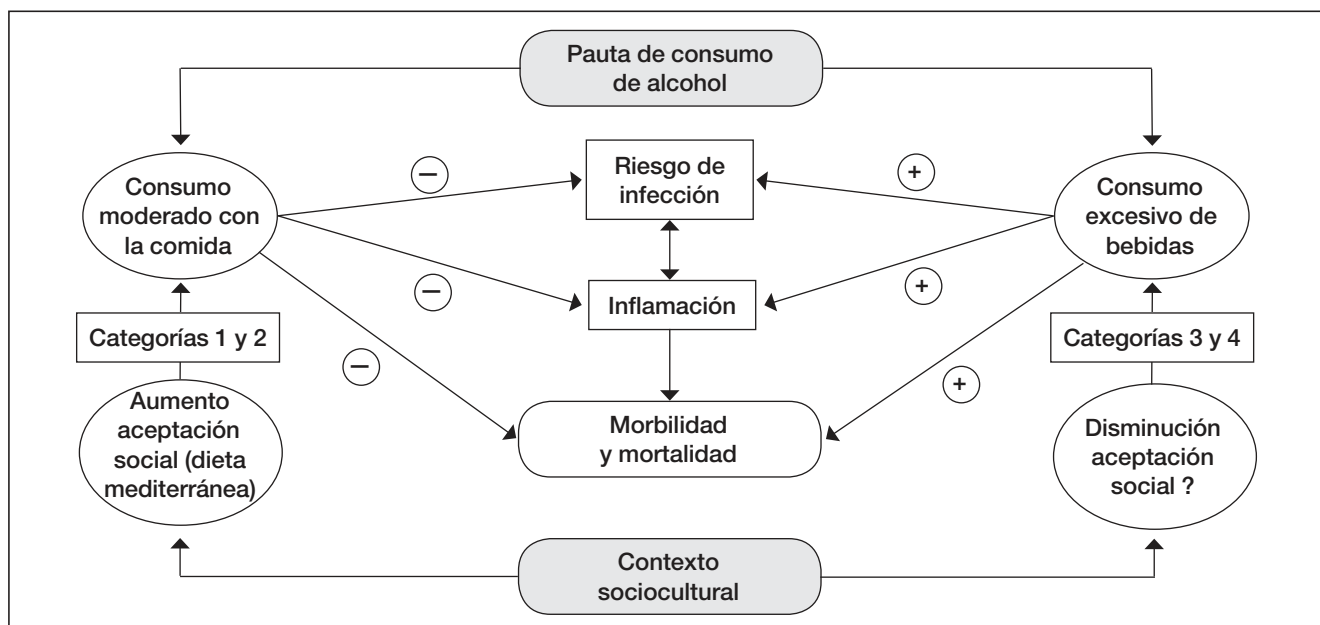 Pauta de consumo
de alcohol
Consumo
moderado con
la comida
−
Riesgo de
infección
+
Consumo
excesivo de
bebidas
−
Inflamación
+
Categorías 1 y 2
Categorías 3 y 4
−
+
Aumento
aceptación
social (dieta
mediterránea)
Morbilidad
y mortalidad
Disminución
aceptación
social ?
Contexto
sociocultural